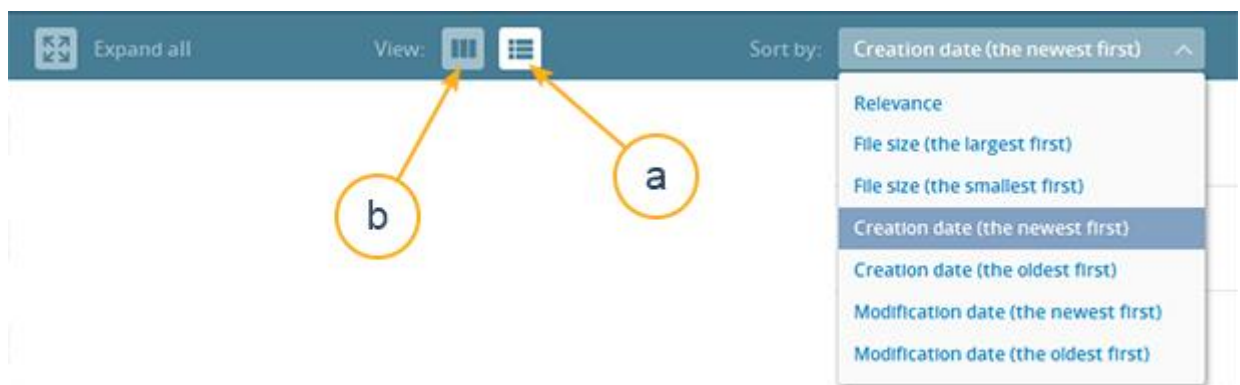 Expand all View: Sort by: Creation date (the newest first)
Relevance
File size (the largest first)
a
File size (the smallest first)
b
Creation date (the newest first)
Creation date (the oldest first)
Modification date (the newest first)
Modification date (the oldest first)